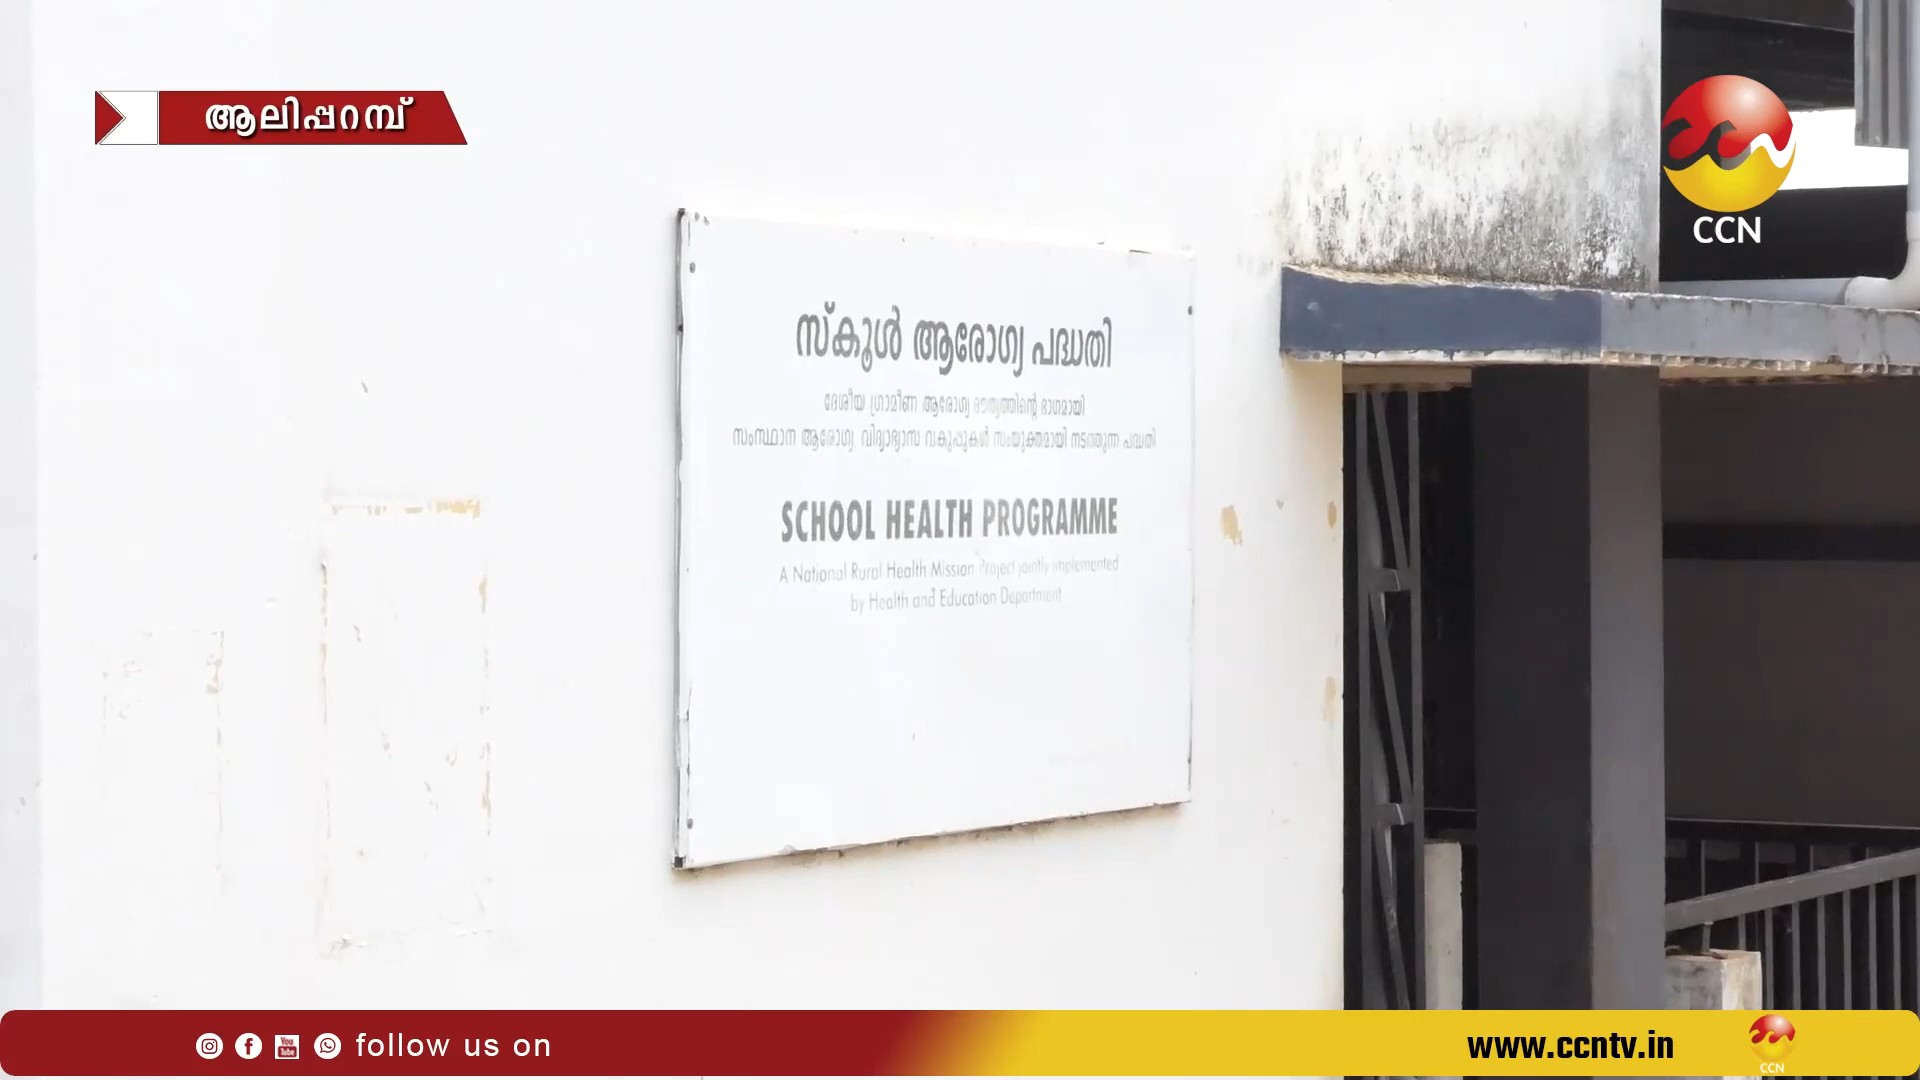 ആലിപ്പറമ്പ്
CCN
സ്കൂൾ ആരോഗ്യ പദ്ധതി
ദേശീയ ഗ്രാമീണ ആരോഗ്യ ദൗത്യത്തിന്റെ ഭാഗമായി
സംസ്ഥാന ആരോഗ്യ വിദ്യാഭ്യാസ വകുപ്പുകൾ സംയുക്തമായി നടത്തുന്ന പദ്ധതി
SCHOOL HEALTH PROGRAMME
A National Rural Health Mission Project jointly implemented
by Health and Education Department
You Tube
follow us on
www.ccntv.in
CCN